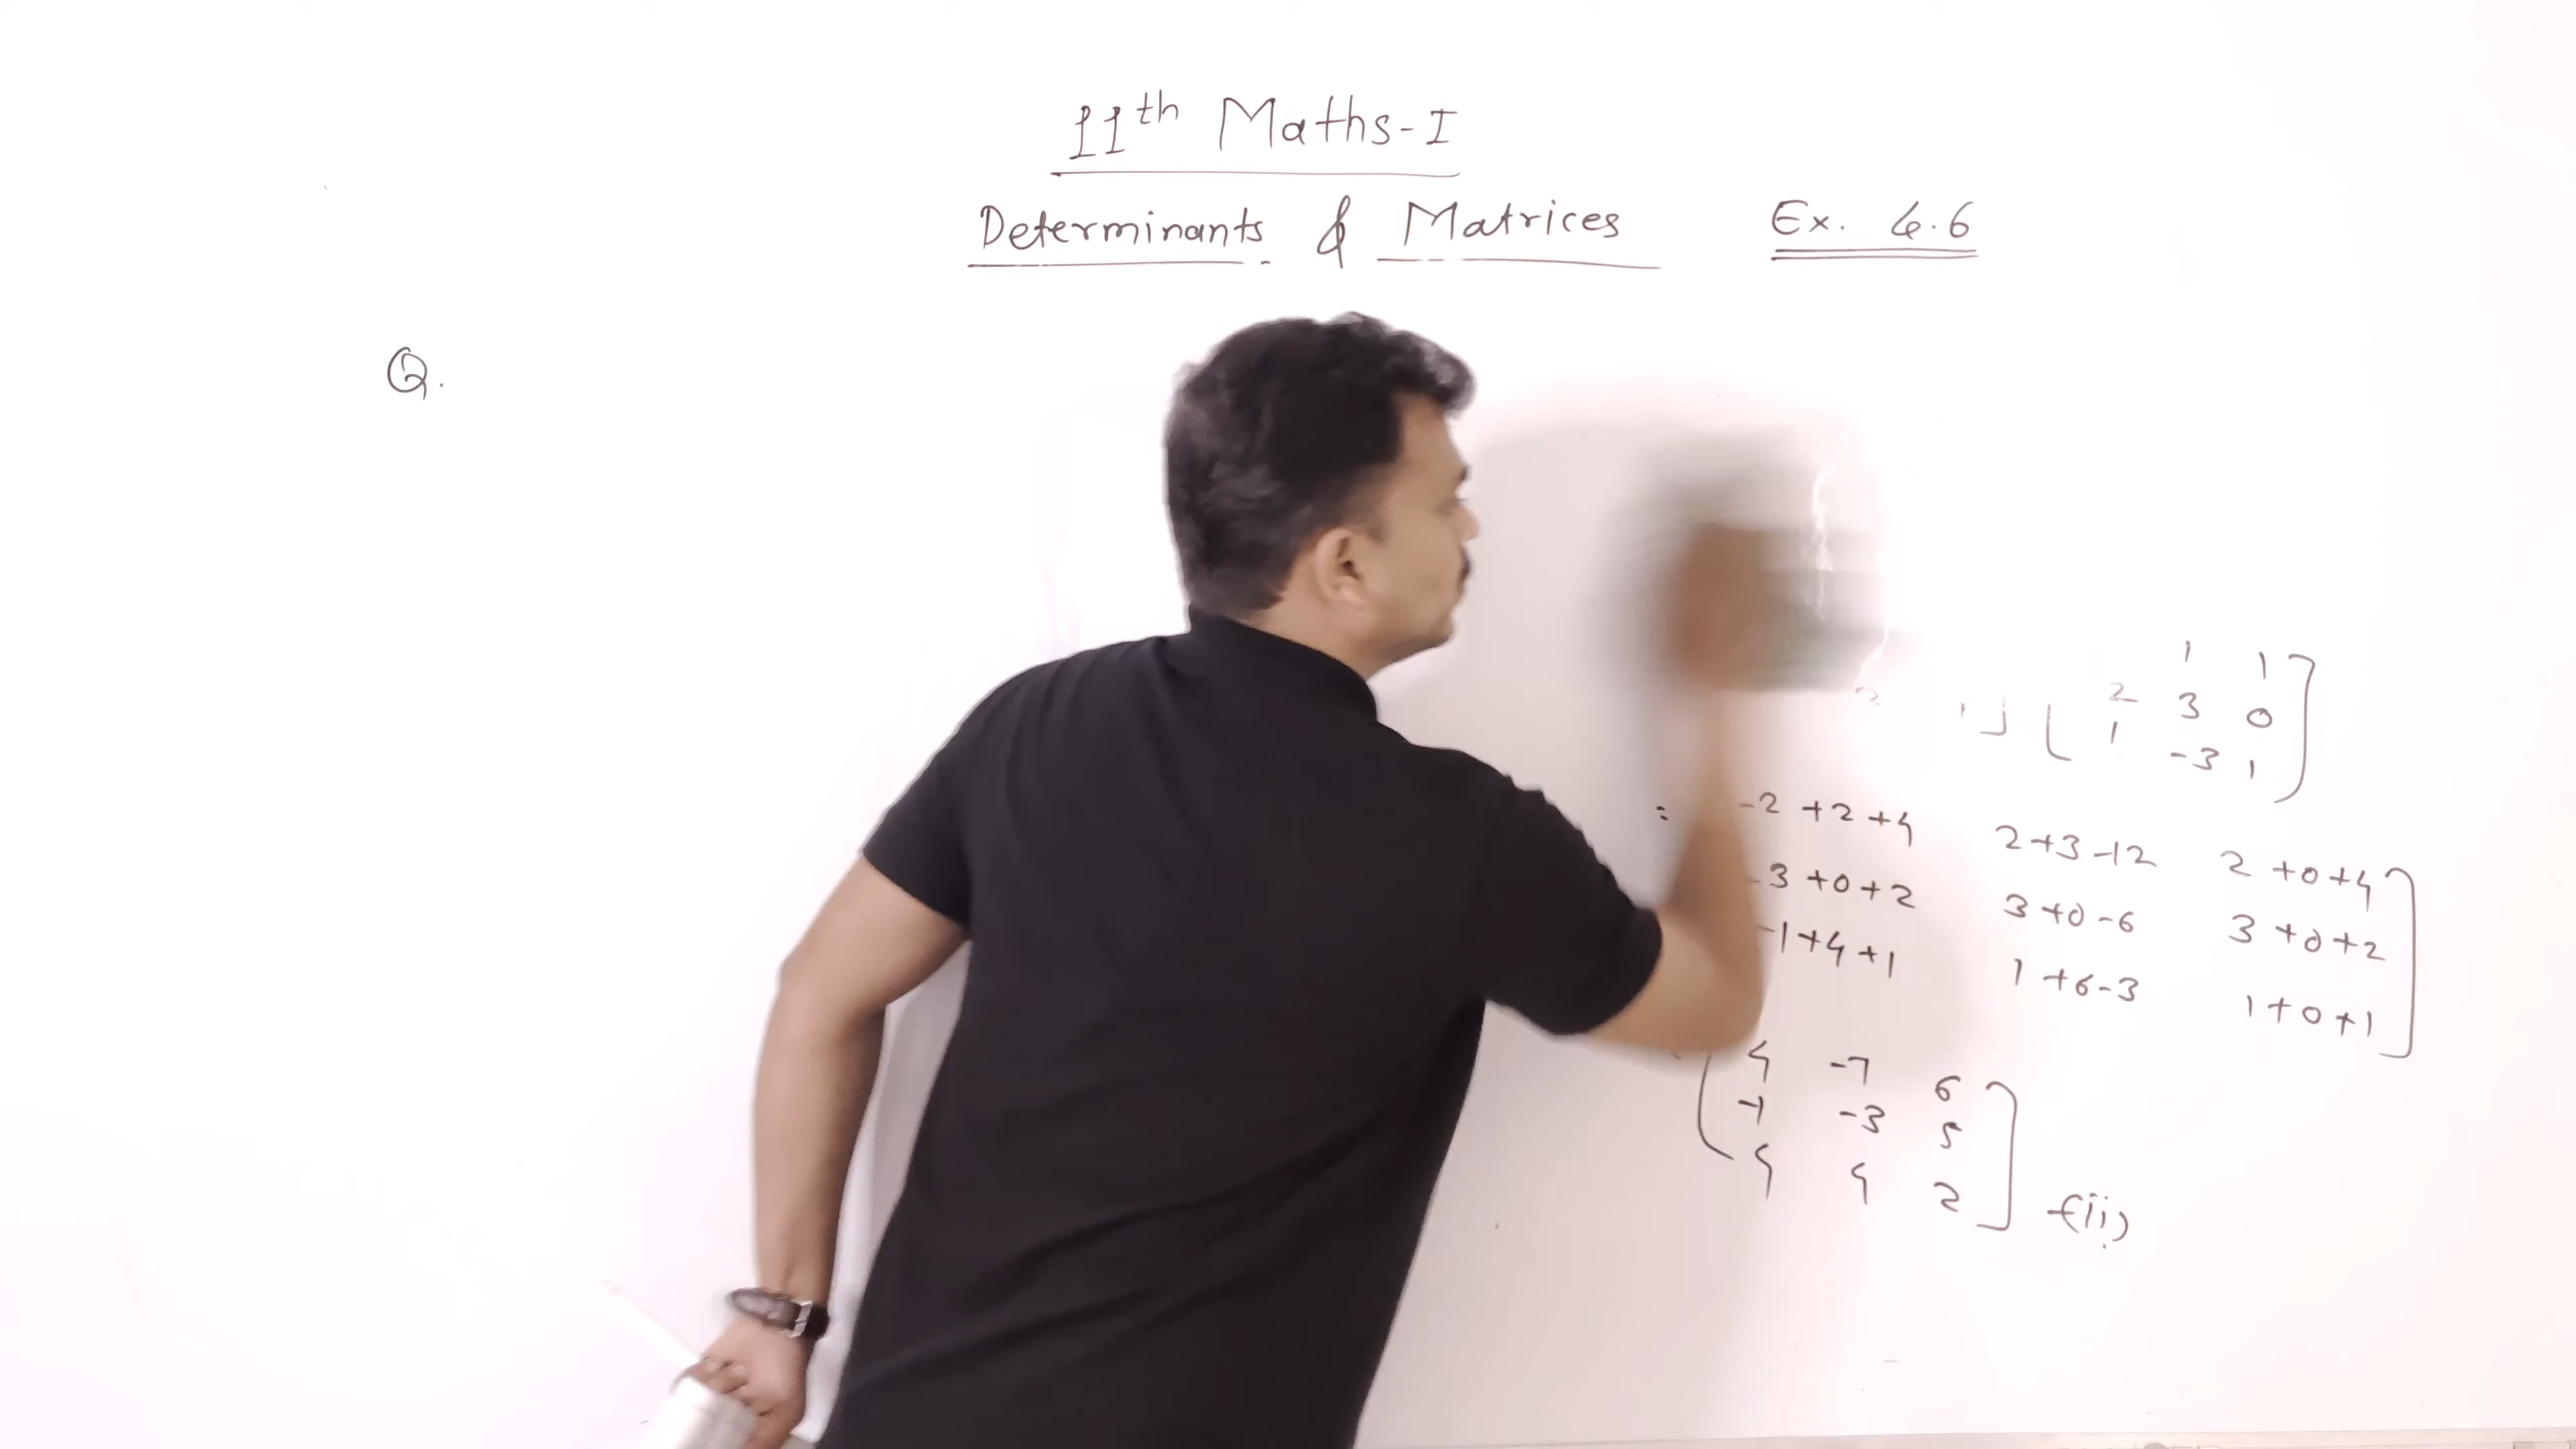 11th Maths-I
Determinants & Matrices Ex. 4.6
Q.
1 1
2 3 0
1 -3 1
= -2+2+4 2+3-12 2+0+4
-3+0+2 3+0-6 3+0+2
-1+4+1 1+6-3 1+0+1
4 -7 6
-1 -3 5
4 4 2 -(ii)